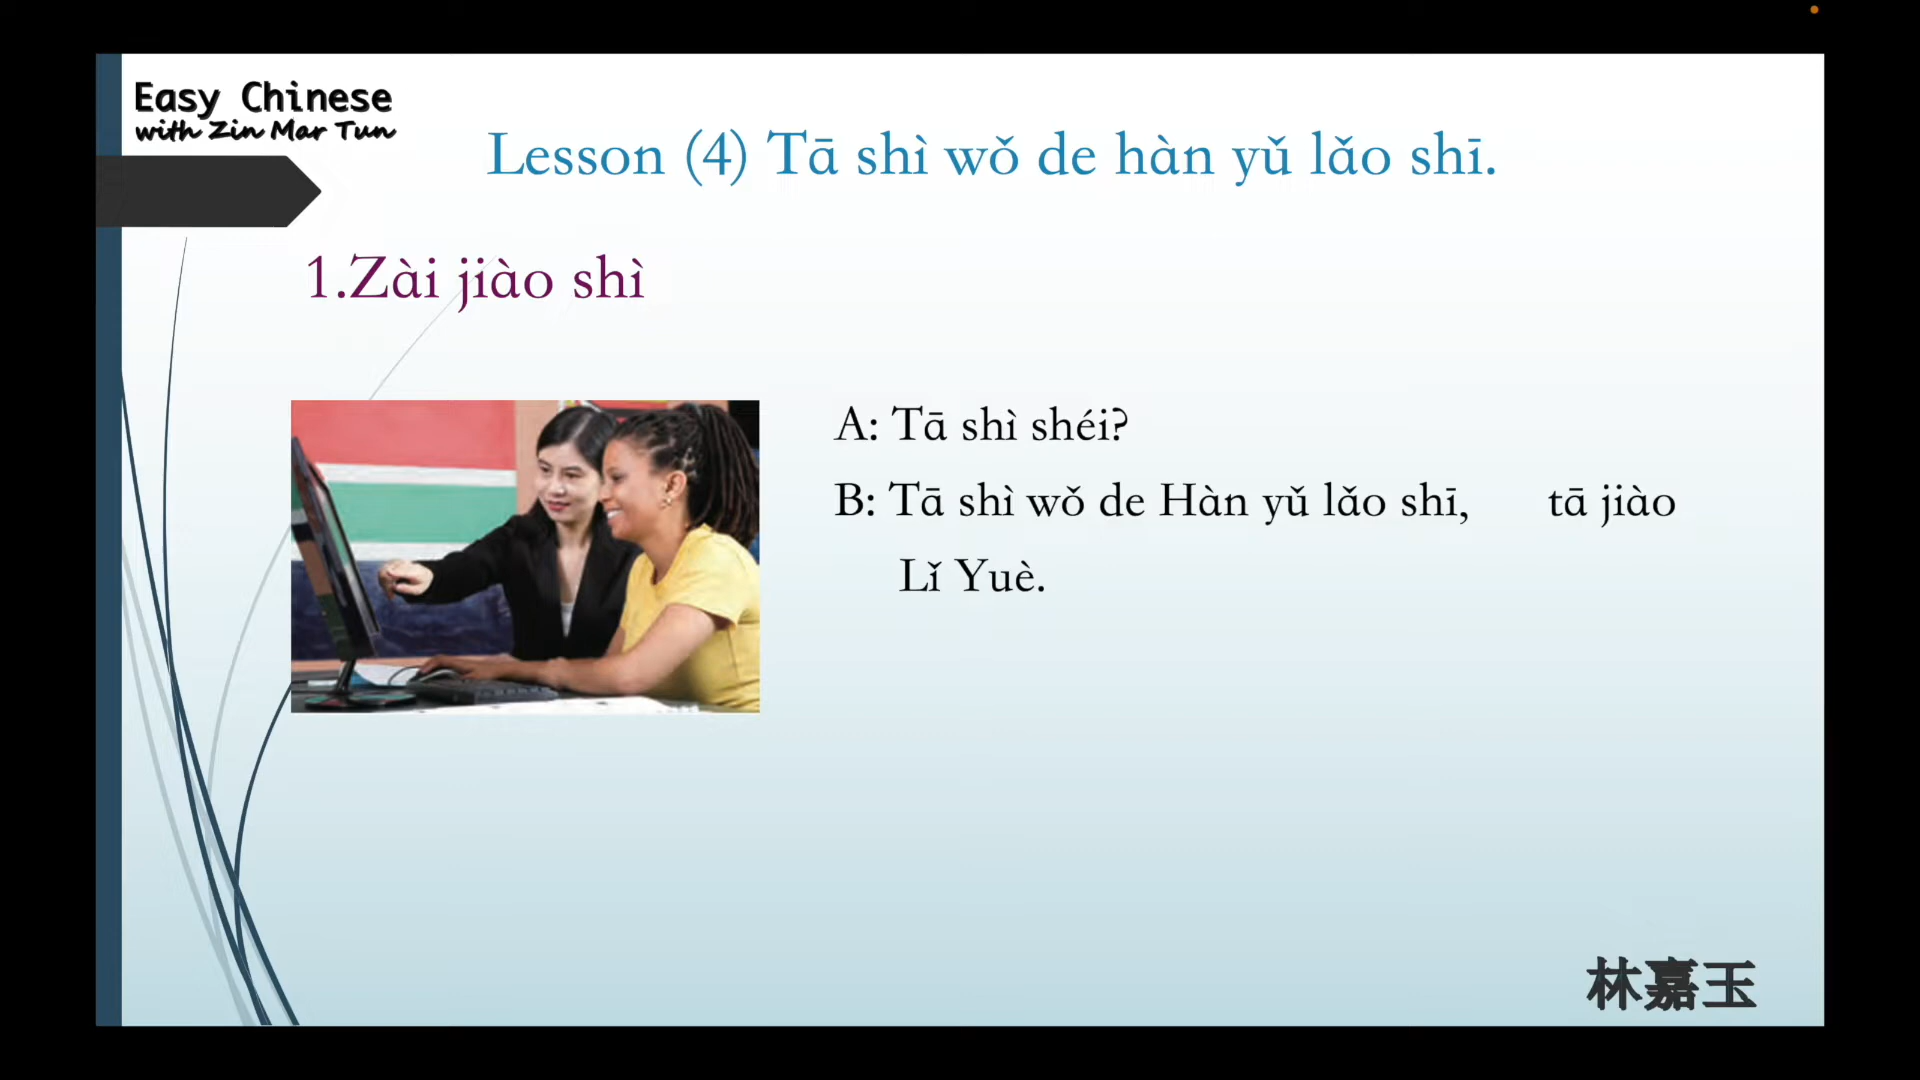 Easy Chinese
with Zin Mar Tun
Lesson (4) Tā shì wǒ de hàn yǔ lǎo shī.
1.Zài jiào shì
A: Tā shì shéi?
B: Tā shì wǒ de Hàn yǔ lǎo shī, tā jiào
Lǐ Yuè.
林嘉玉